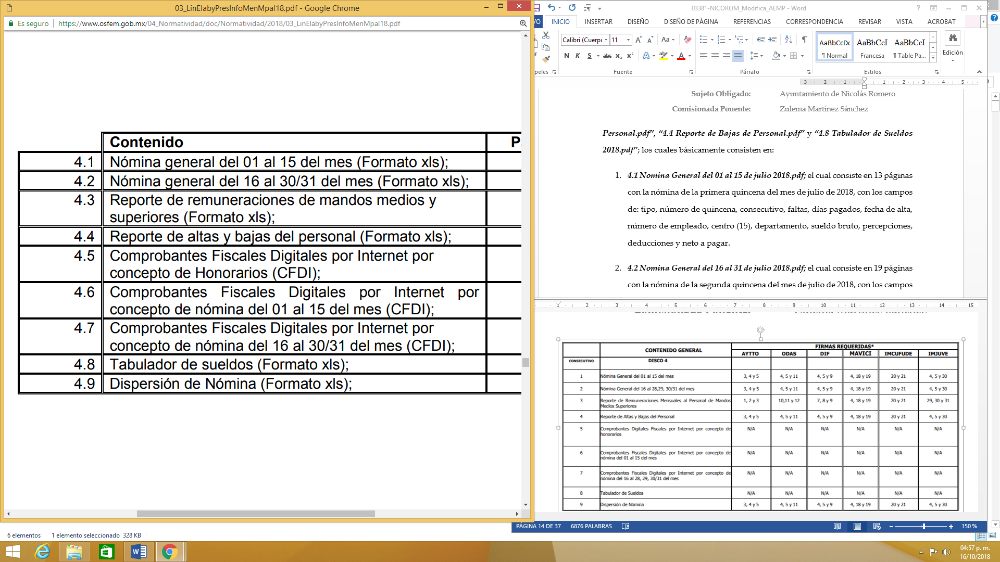 03_LinElabyPresInfoMenMpal18.pdf - Google Chrome
Es seguro
https://www.osfem.gob.mx/04_Normatividad/doc/Normatividad/2018/03_LinElabyPresInfoMenMpal18.pdf
Contenido
4.1 Nómina general del 01 al 15 del mes (Formato xls);
4.2 Nómina general del 16 al 30/31 del mes (Formato xls);
4.3 Reporte de remuneraciones de mandos medios y
superiores (Formato xls);
4.4 Reporte de altas y bajas del personal (Formato xls);
4.5 Comprobantes Fiscales Digitales por Internet por
concepto de Honorarios (CFDI);
4.6 Comprobantes Fiscales Digitales por Internet por
concepto de nómina del 01 al 15 del mes (CFDI);
4.7 Comprobantes Fiscales Digitales por Internet por
concepto de nómina del 16 al 30/31 del mes (CFDI);
4.8 Tabulador de sueldos (Formato xls);
4.9 Dispersión de Nómina (Formato xls);
6 elementos 1 elemento seleccionado 328 KB
03381-NICOROM_Modifica_AEMP - Word
INICIO INSERTAR DISEÑO DISEÑO DE PÁGINA REFERENCIAS CORRESPONDENCIA REVISAR VISTA ACROBAT
Calibri (Cuerpo 11
AaBbCcDc AaBbCcI AaBbCcI
¶ Normal Francesa ¶ Table Pa...
Edición
peles Fuente Párrafo Estilos
Sujeto Obligado: Ayuntamiento de Nicolás Romero
Comisionada Ponente: Zulema Martínez Sánchez
Personal.pdf”, “4.4 Reporte de Bajas de Personal.pdf” y “4.8 Tabulador de Sueldos
2018.pdf”; los cuales básicamente consisten en:
1. 4.1 Nomina General del 01 al 15 de julio 2018.pdf; el cual consiste en 13 páginas
con la nómina de la primera quincena del mes de julio de 2018, con los campos
de: tipo, número de quincena, consecutivo, faltas, días pagados, fecha de alta,
número de empleado, centro (15), departamento, sueldo bruto, percepciones,
deducciones y neto a pagar.
2. 4.2 Nomina General del 16 al 31 de julio 2018.pdf; el cual consiste en 19 páginas
con la nómina de la segunda quincena del mes de julio de 2018, con los campos
Comisionada Ponente: Zulema Martínez Sánchez
CONTENIDO GENERAL FIRMAS REQUERIDAS*
AYTTO ODAS DIF MAVICI IMCUFUDE IMJUVE
CONSECUTIVO DISCO 4
1 Nómina General del 01 al 15 del mes 3, 4 y 5 4, 5 y 11 4, 5 y 9 4, 18 y 19 20 y 21 4, 5 y 30
2 Nómina General del 16 al 28,29, 30/31 del mes 3, 4 y 5 4, 5 y 11 4, 5 y 9 4, 18 y 19 20 y 21 4, 5 y 30
3 Reporte de Remuneraciones Mensuales al Personal de Mandos 1, 2 y 3 10,11 y 12 7, 8 y 9 4, 18 y 19 20 y 21 29, 30 y 31
Medios Superiores
4 Reporte de Altas y Bajas del Personal 3, 4 y 5 4, 5 y 11 4, 5 y 9 4, 18 y 19 20 y 21 4, 5 y 30
5 Comprobantes Digitales Fiscales por Internet por concepto de N/A N/A N/A N/A N/A N/A
honorarios
6 Comprobantes Fiscales Digitales por Internet por concepto de N/A N/A N/A N/A N/A N/A
nómina del 01 al 15 del mes
7 Comprobantes Fiscales Digitales por Internet por concepto de N/A N/A N/A N/A N/A N/A
nómina del 16 al 28, 29, 30/31 del mes
8 Tabulador de Sueldos N/A N/A N/A N/A N/A N/A
9 Dispersión de Nómina 3, 4 y 5 4, 5 y 11 4, 5 y 9 4, 18 y 19 20 y 21 4, 5 y 30
PÁGINA 14 DE 37 6876 PALABRAS 150 %
04:57 p. m.
16/10/2018